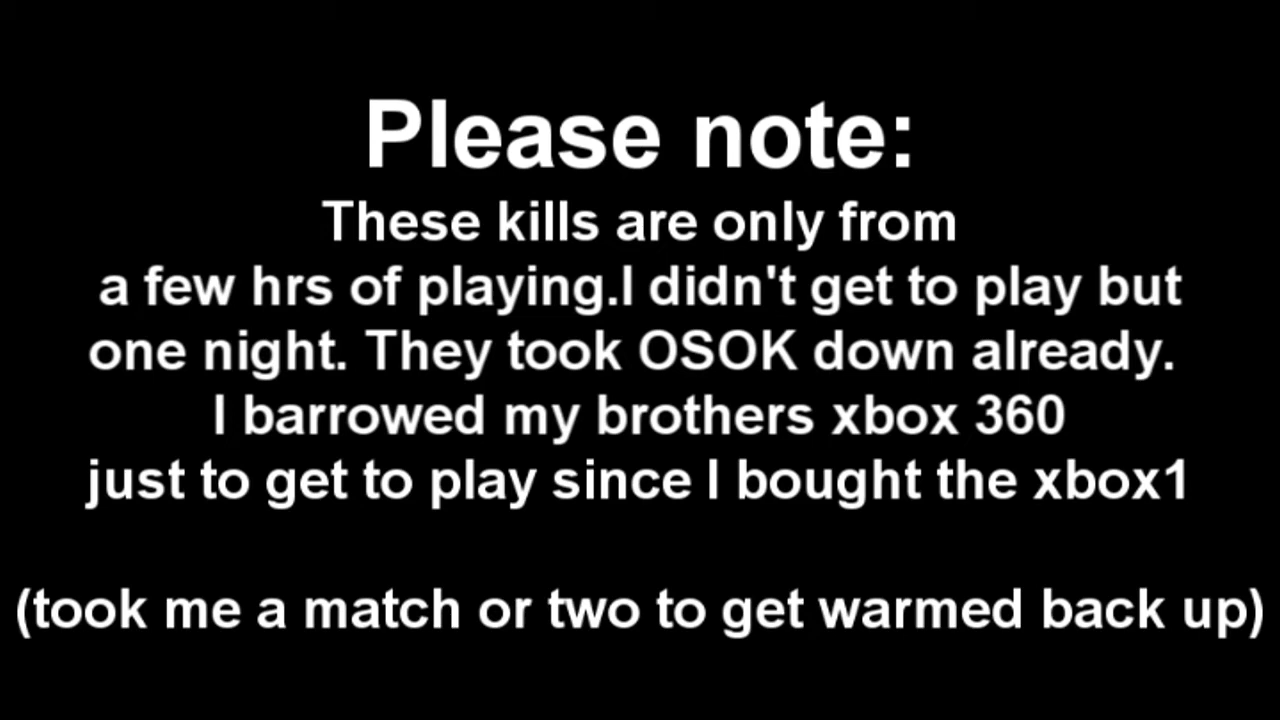 Please note:
These kills are only from
a few hrs of playing.I didn't get to play but
one night. They took OSOK down already.
I barrowed my brothers xbox 360
just to get to play since I bought the xbox1
(took me a match or two to get warmed back up)